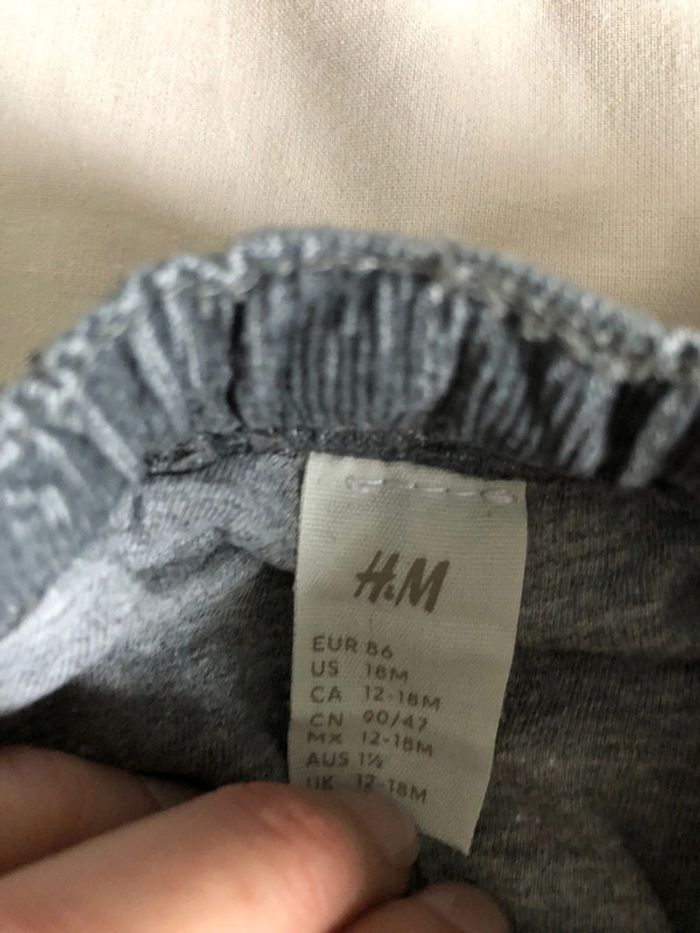 H&M
EUR 86
US 18M
CA 12-18M
CN 90/47
MX 12-18M
AUS 1½
UK 12-18M